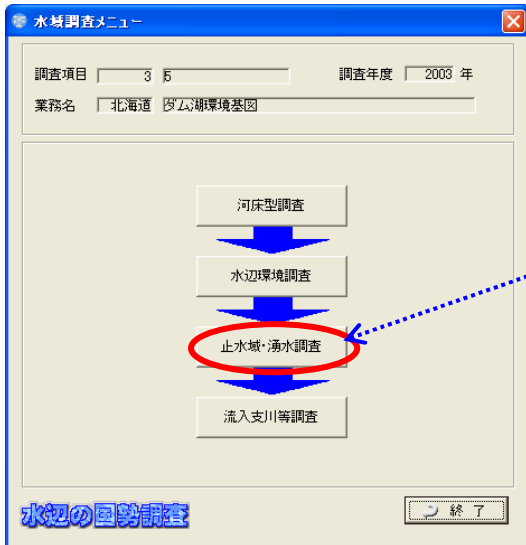 水域調査メニュー
調査項目 3 5 調査年度 2003 年
業務名 北海道 ダム湖環境基図
河床型調査
水辺環境調査
止水域・湧水調査
流入支川等調査
水辺の国勢調査
終 了